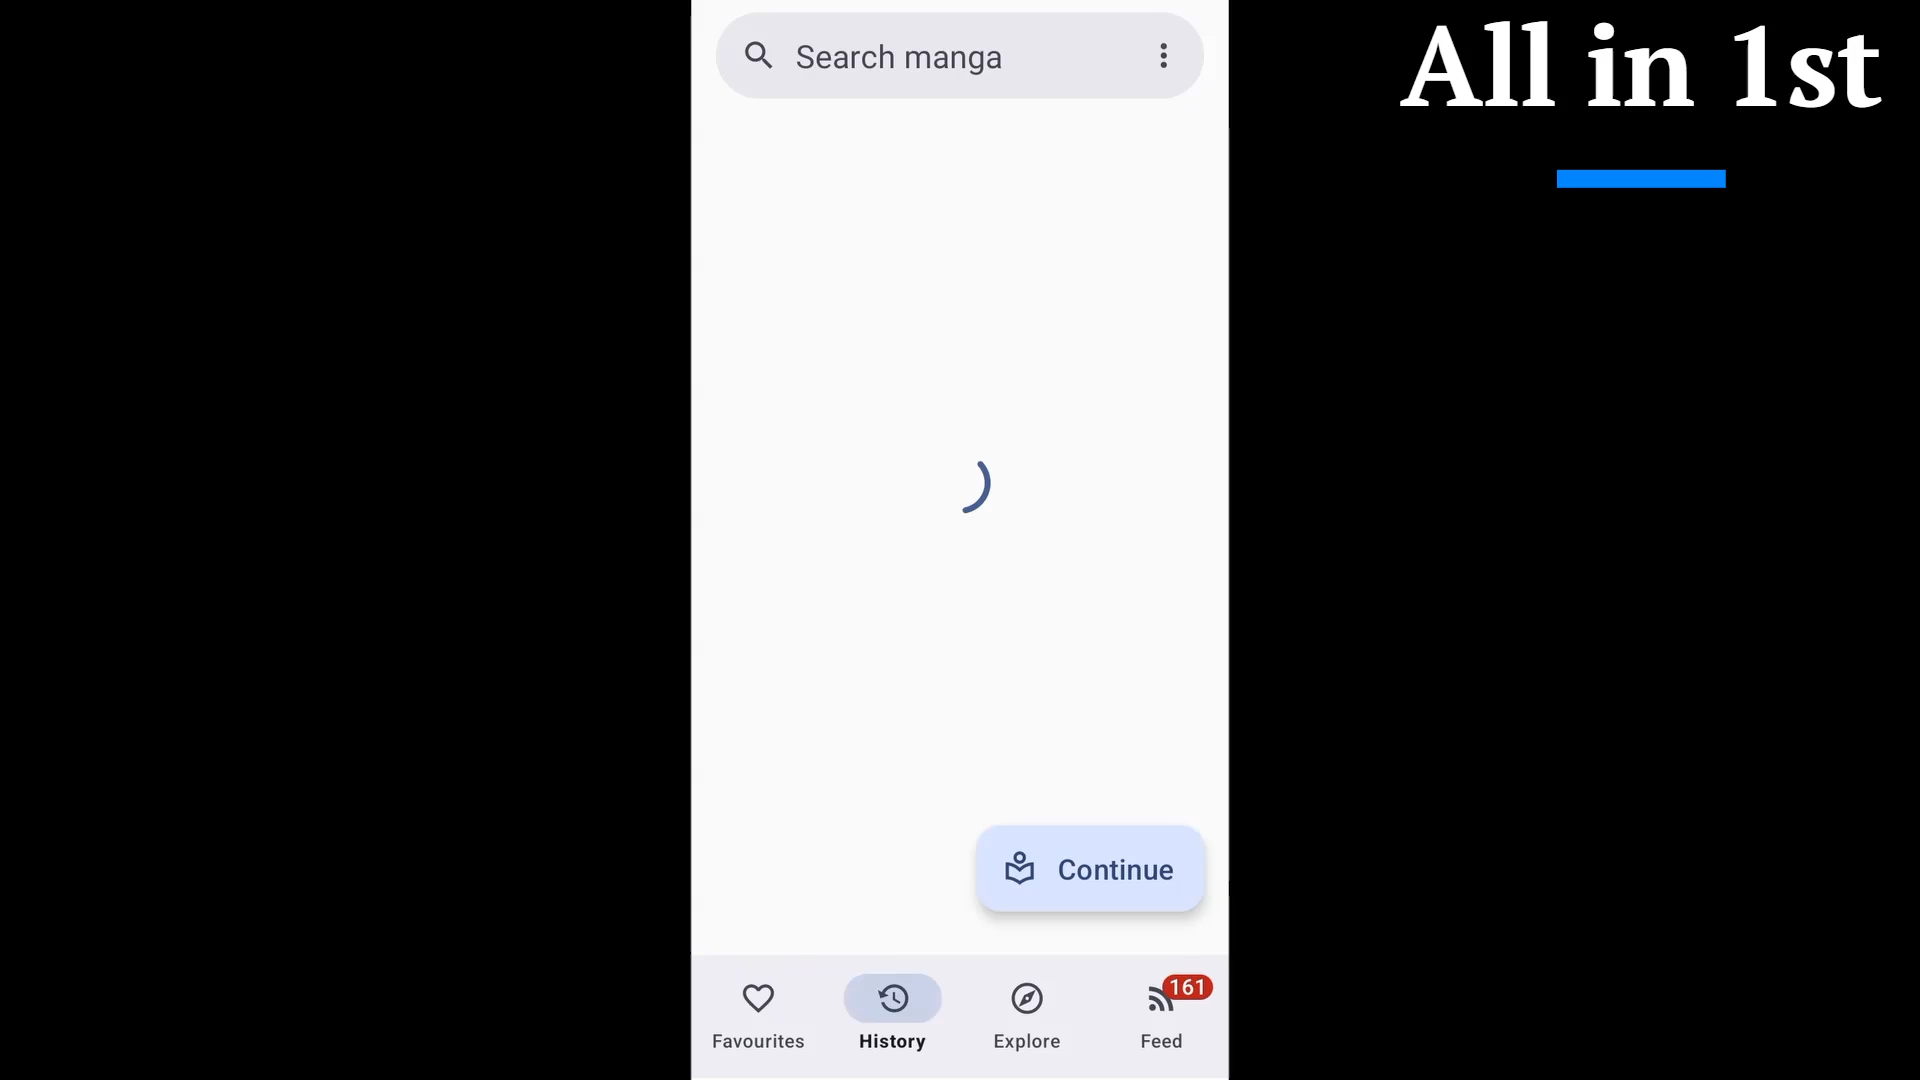 All in 1st
Search manga
Continue
161
Favourites
History
Explore
Feed